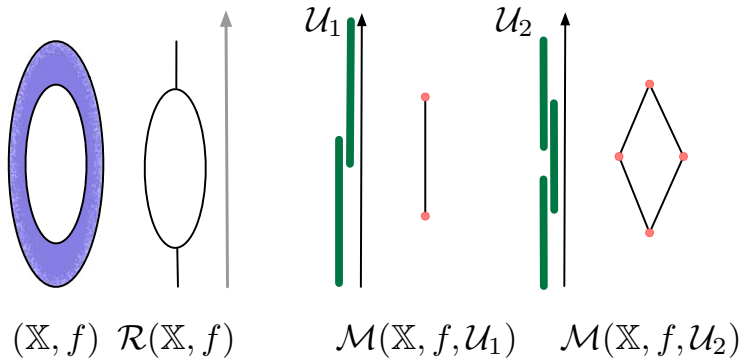 𝒰₁ 𝒰₂
(𝕏, f) ℛ(𝕏, f) ℳ(𝕏, f, 𝒰₁) ℳ(𝕏, f, 𝒰₂)